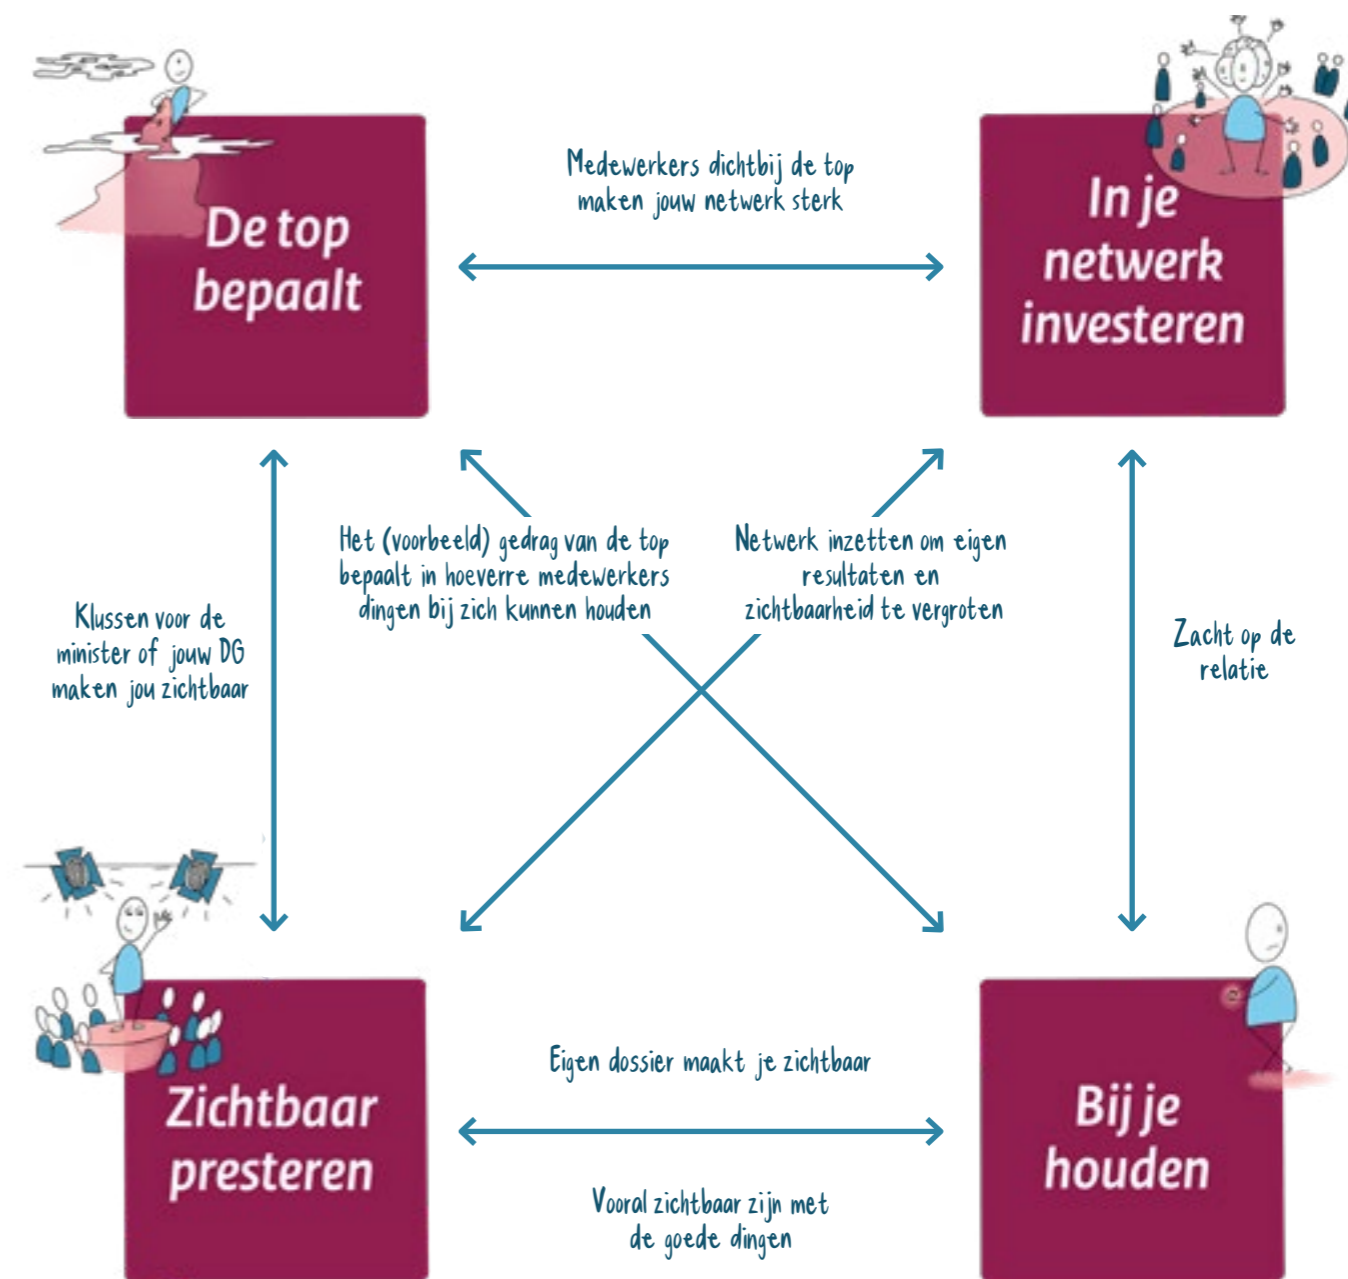 Medewerkers dichtbij de top
maken jouw netwerk sterk
De top
bepaalt
In je
netwerk
investeren
Het (voorbeeld) gedrag van de top
bepaalt in hoeverre medewerkers
dingen bij zich kunnen houden
Netwerk inzetten om eigen
resultaten en
zichtbaarheid te vergroten
Klussen voor de
minister of jouw DG
maken jou zichtbaar
Zacht op de
relatie
Eigen dossier maakt je zichtbaar
Zichtbaar
presteren
Bij je
houden
Vooral zichtbaar zijn met
de goede dingen